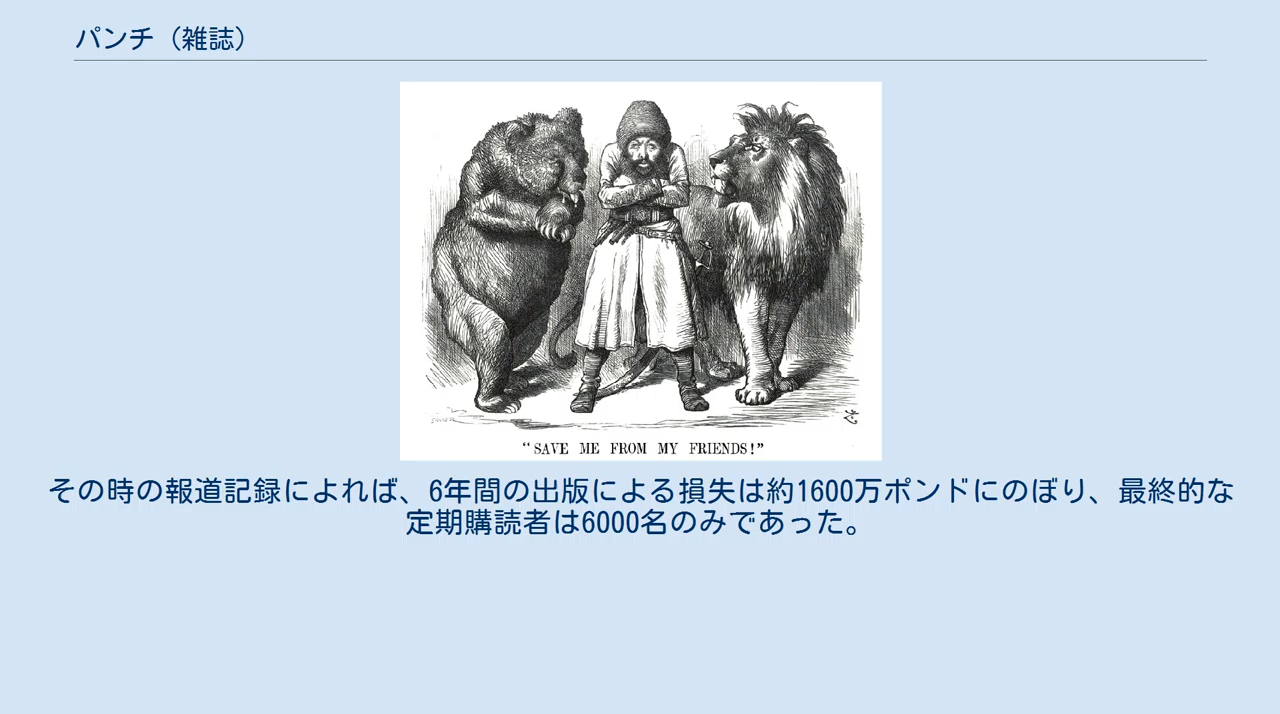 パンチ（雑誌）
“SAVE ME FROM MY FRIENDS!”
その時の報道記録によれば、6年間の出版による損失は約1600万ポンドにのぼり、最終的な
定期購読者は6000名のみであった。